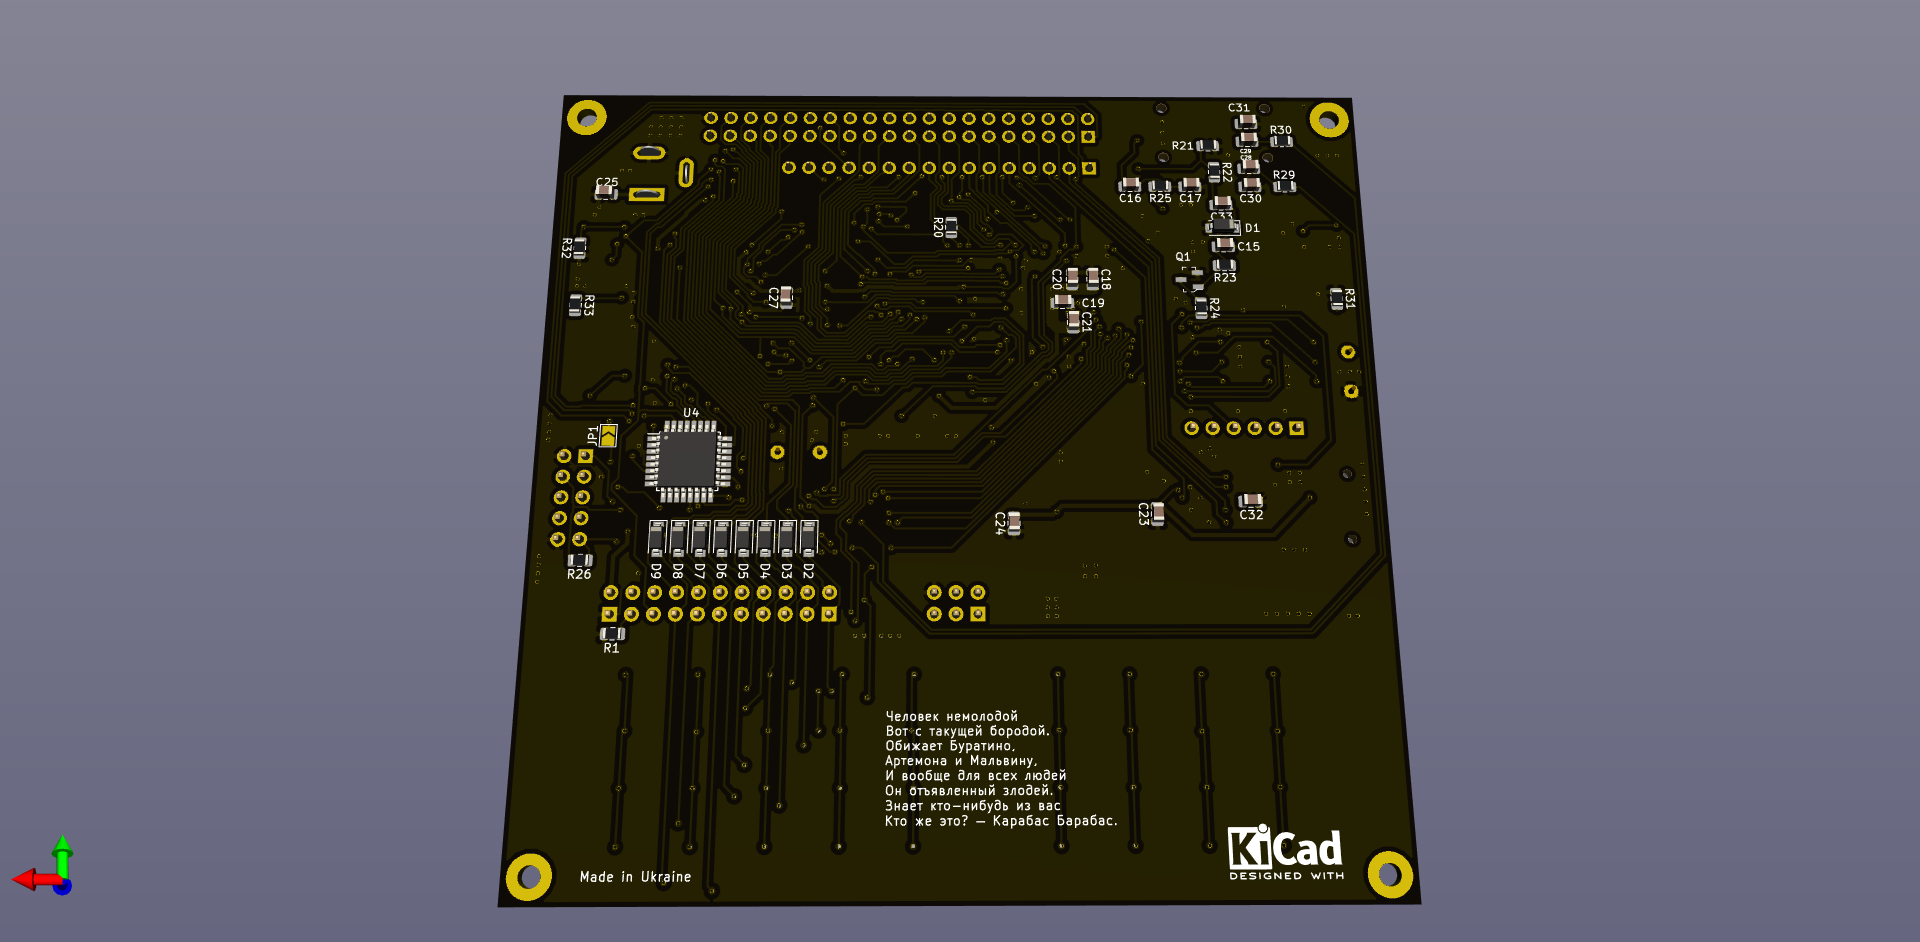 C31
R30
R21
C29
C28
R22
R29
C25
C16 R25 C17 C30
C33
R20
D1
R32
C15
Q1
R23
C20 C18
C27
C19
R33
R24
R31
C21
U4
JP1
C24
C23
C32
R26
D9 D8 D7 D6 D5 D4 D3 D2
R1
Человек немолодой
Вот с такущей бородой.
Обижает Буратино,
Артемона и Мальвину,
И вообще для всех людей
Он отъявленный злодей.
Знает кто-нибудь из вас
Кто же это? — Карабас Барабас.
KiCad
DESIGNED WITH
Made in Ukraine